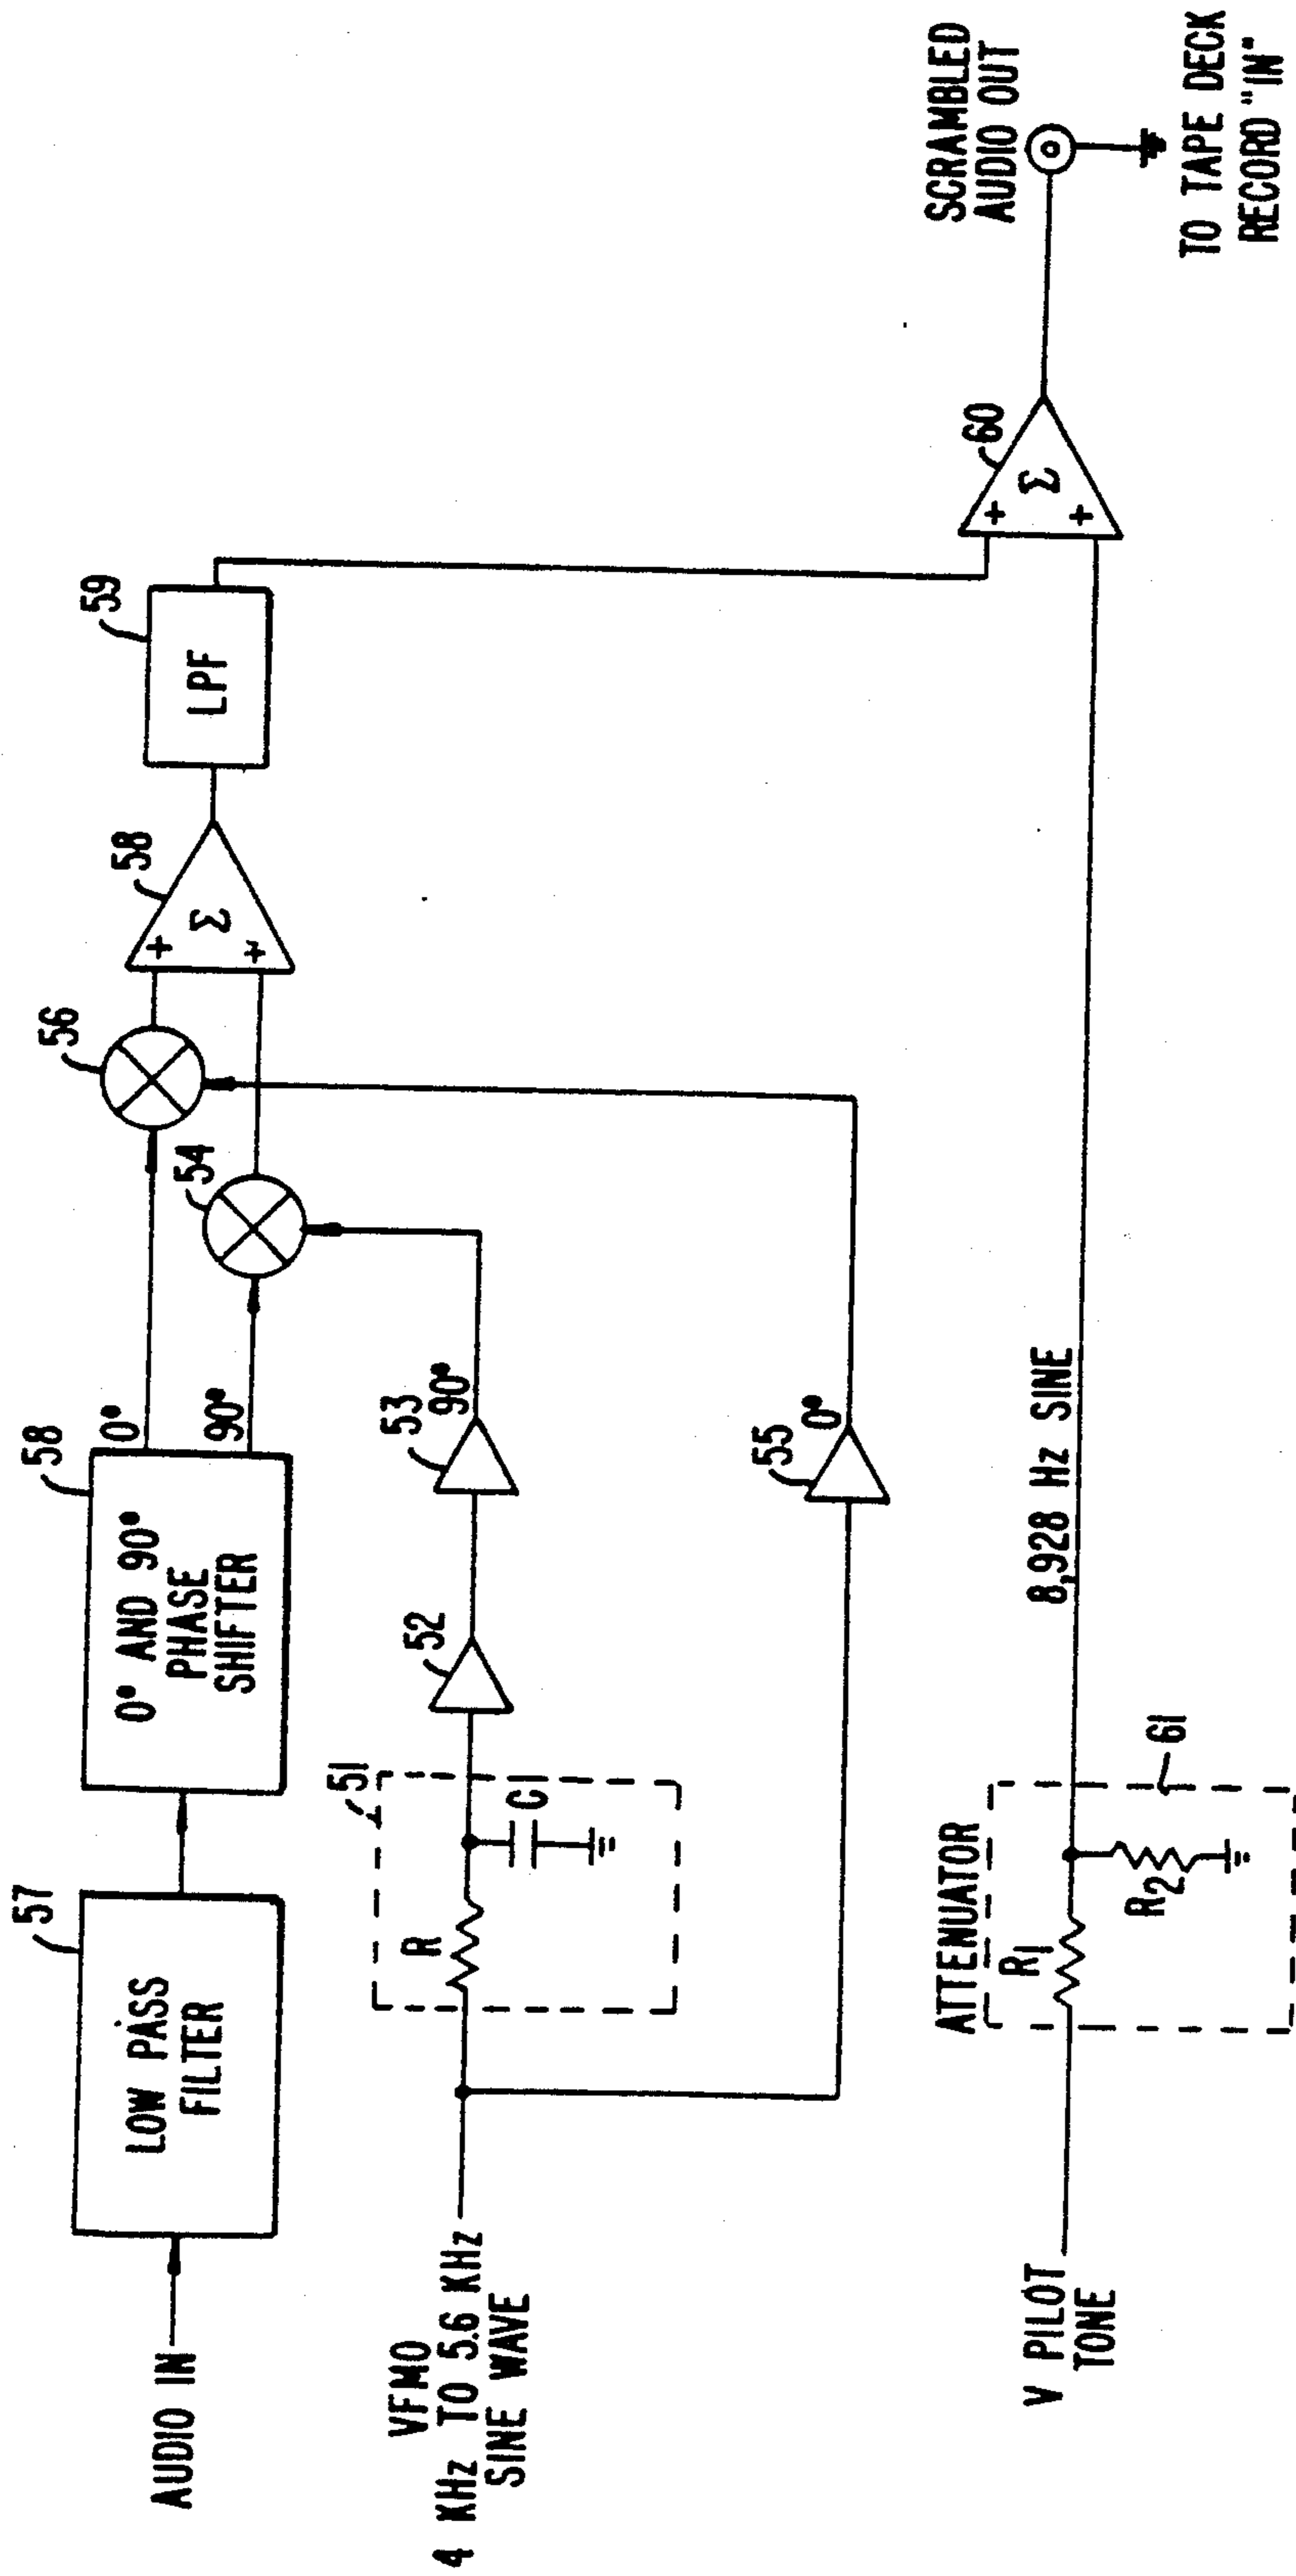 AUDIO IN
57
LOW PASS
FILTER
58
0° AND 90°
PHASE
SHIFTER
0°
90°
56
54
58
+
+
Σ
59
LPF
VFMO
4 KHz TO 5.6 KHz
SINE WAVE
51
R
C1
52
53
90°
55
0°
V PILOT
TONE
ATTENUATOR
R1
R2
61
8,928 Hz SINE
60
+
+
Σ
SCRAMBLED
AUDIO OUT
TO TAPE DECK
RECORD "IN"